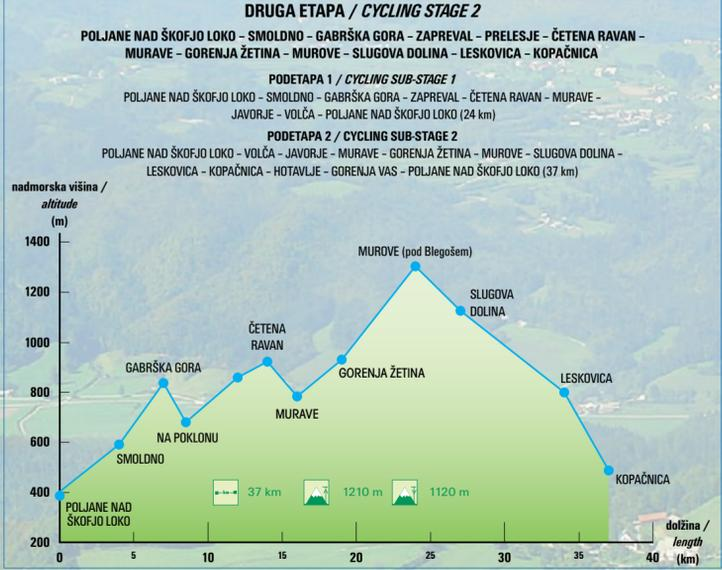 DRUGA ETAPA / CYCLING STAGE 2
POLJANE NAD ŠKOFJO LOKO – SMOLDNO – GABRŠKA GORA – ZAPREVAL – PRELESJE – ČETENA RAVAN –
MURAVE – GORENJA ŽETINA – MUROVE – SLUGOVA DOLINA – LESKOVICA – KOPAČNICA
PODETAPA 1 / CYCLING SUB-STAGE 1
POLJANE NAD ŠKOFJO LOKO – SMOLDNO – GABRŠKA GORA – ZAPREVAL – ČETENA RAVAN – MURAVE –
JAVORJE – VOLČA – POLJANE NAD ŠKOFJO LOKO (24 km)
PODETAPA 2 / CYCLING SUB-STAGE 2
POLJANE NAD ŠKOFJO LOKO – VOLČA – JAVORJE – MURAVE – GORENJA ŽETINA – MUROVE – SLUGOVA DOLINA –
LESKOVICA – KOPAČNICA – HOTAVLJE – GORENJA VAS – POLJANE NAD ŠKOFJO LOKO (37 km)
nadmorska višina /
altitude
(m)
1400
1200
1000
800
600
400
200
MUROVE (pod Blegošem)
SLUGOVA
DOLINA
ČETENA
RAVAN
GABRŠKA GORA
GORENJA ŽETINA
LESKOVICA
MURAVE
NA POKLONU
SMOLDNO
KOPAČNICA
POLJANE NAD
ŠKOFJO LOKO
37 km
1210 m
1120 m
dolžina /
length
(km)
0 5 10 15 20 25 30 35 40